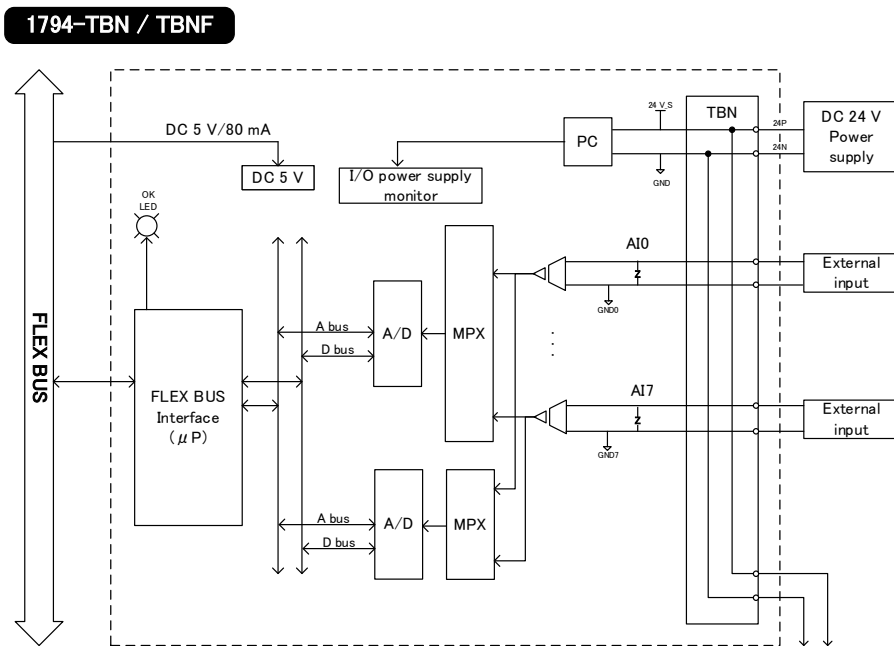 1794-TBN / TBNF
24 V_S
TBN
24P
24N
DC 24 V
Power
supply
DC 5 V/80 mA
PC
GND
DC 5 V
I/O power supply
monitor
OK
LED
AI0
External
input
GND0
FLEX BUS
A bus
D bus
A/D
MPX
FLEX BUS
Interface
(μP)
AI7
External
input
GND7
A bus
D bus
A/D
MPX